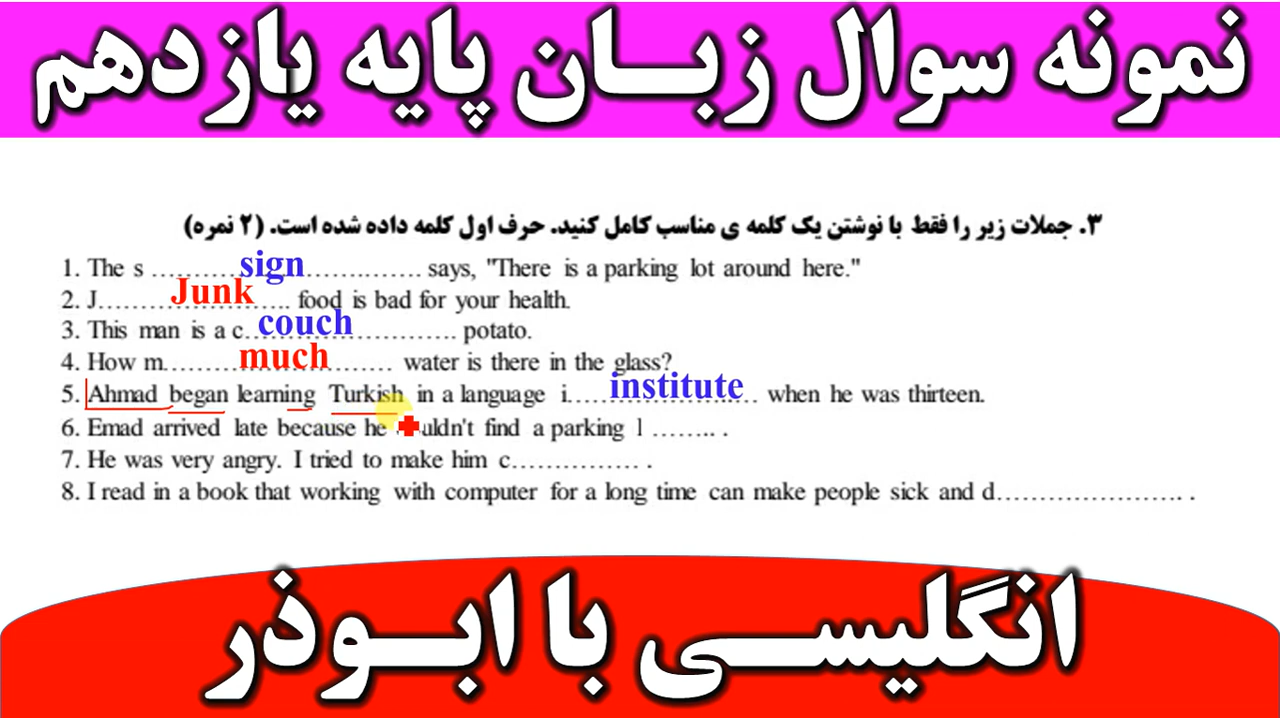 نمونه سوال زبان پایه یازدهم
۳. جملات زیر را فقط با نوشتن یک کلمه ی مناسب کامل کنید. حرف اول کلمه داده شده است. (۲ نمره)
1. The s ..........sign.............. says, "There is a parking lot around here."
2. J..........Junk.......... food is bad for your health.
3. This man is a c..couch............ potato.
4. How m..........much.......... water is there in the glass?
5. Ahmad began learning Turkish in a language i.....institute... when he was thirteen.
6. Emad arrived late because he uldn't find a parking l ........ .
7. He was very angry. I tried to make him c............... .
8. I read in a book that working with computer for a long time can make people sick and d...................... .
انگلیسی با ابوذر